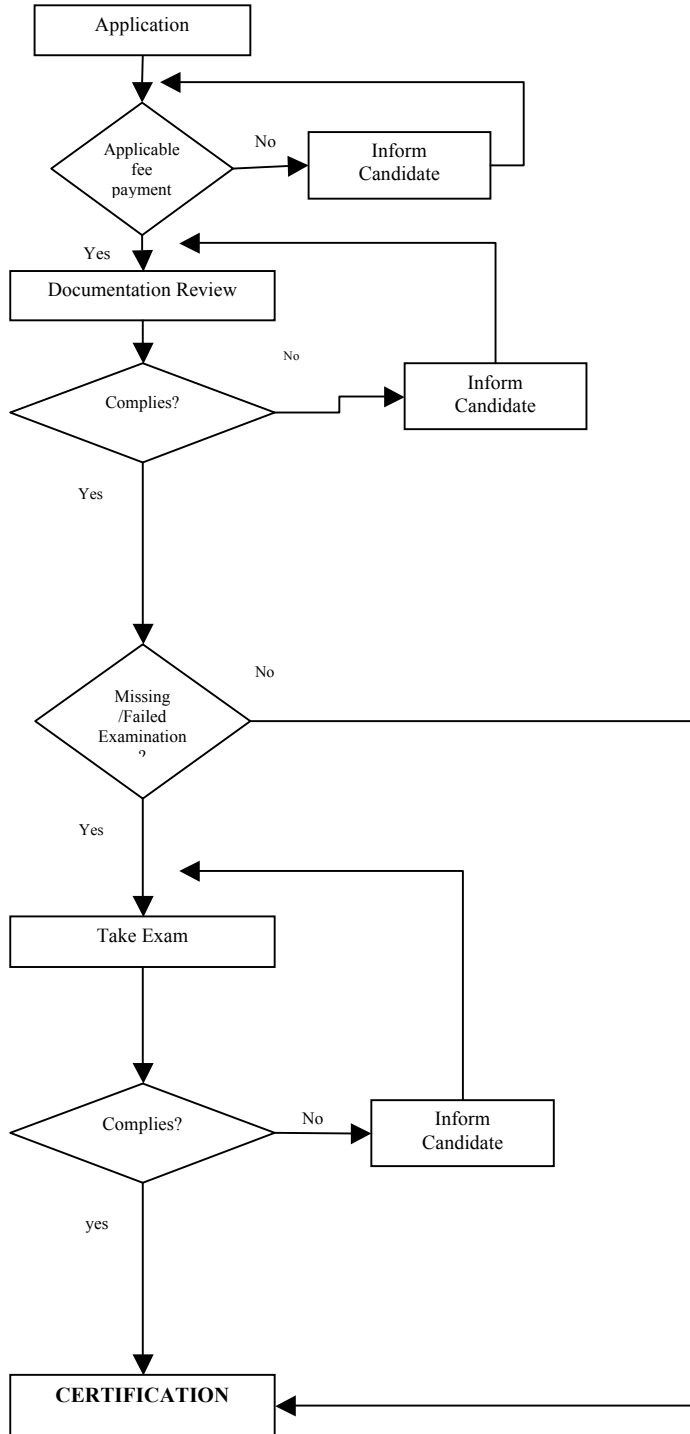 Application
Applicable
fee
payment
No
Inform
Candidate
Yes
Documentation Review
No
Complies?
Inform
Candidate
Yes
No
Missing
/Failed
Examination
?
Yes
Take Exam
Complies?
No
Inform
Candidate
yes
CERTIFICATION